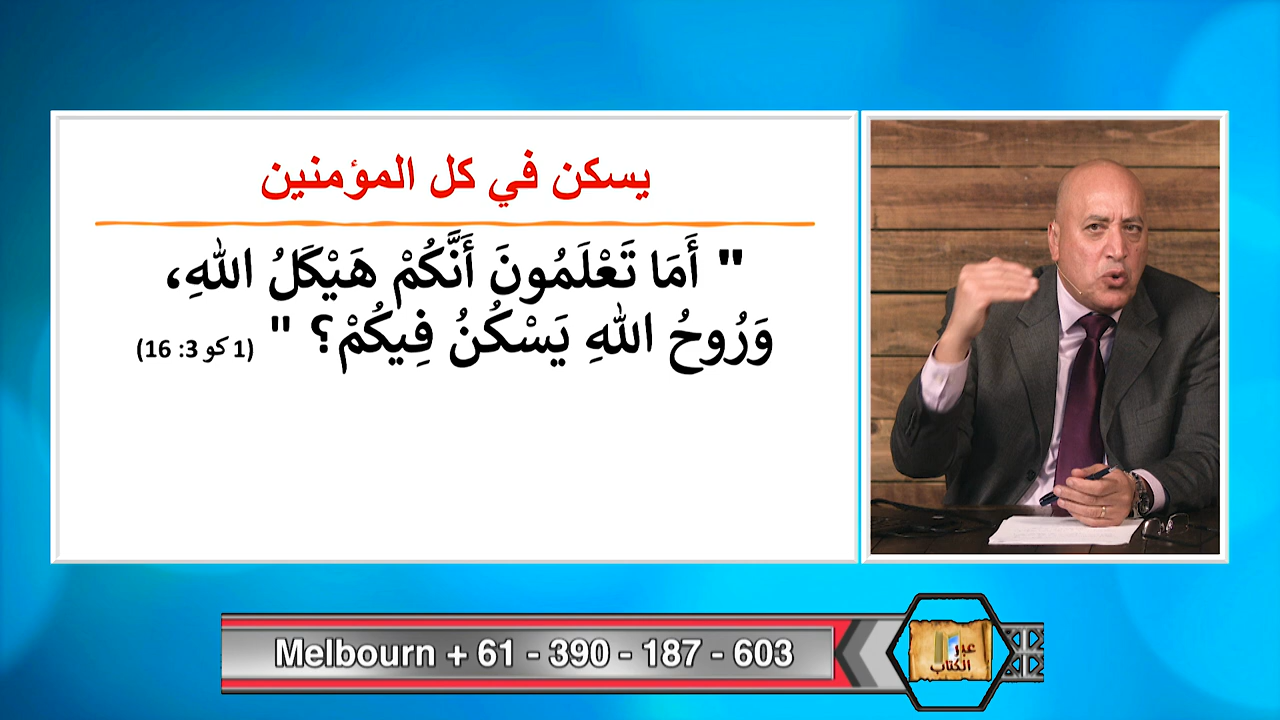 يسكن في كل المؤمنين
" أَمَا تَعْلَمُونَ أَنَّكُمْ هَيْكَلُ اللهِ،
وَرُوحُ اللهِ يَسْكُنُ فِيكُمْ؟ " (1 كو 3: 16)
Melbourn + 61 - 390 - 187 - 603
عبر
الكتاب